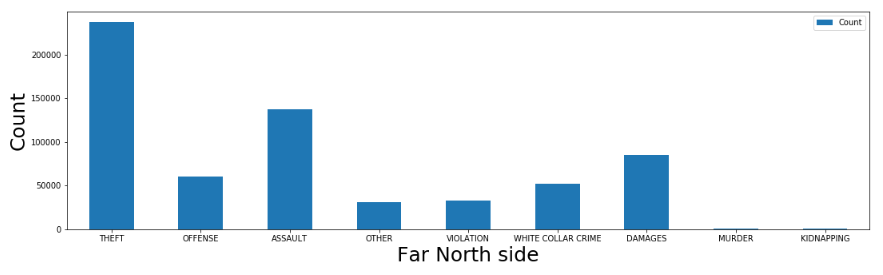 Count
200000
150000
100000
50000
0
Count
THEFT OFFENSE ASSAULT OTHER VIOLATION WHITE COLLAR CRIME DAMAGES MURDER KIDNAPPING
Far North side